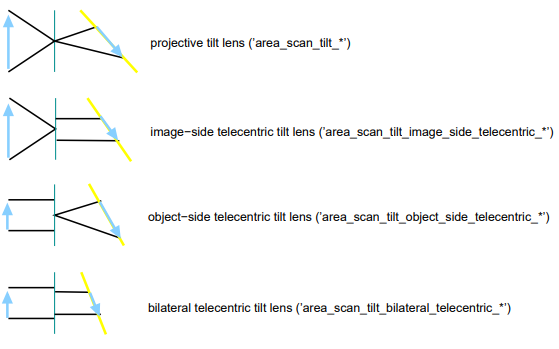 projective tilt lens ('area_scan_tilt_*')
image−side telecentric tilt lens ('area_scan_tilt_image_side_telecentric_*')
object−side telecentric tilt lens ('area_scan_tilt_object_side_telecentric_*')
bilateral telecentric tilt lens ('area_scan_tilt_bilateral_telecentric_*')